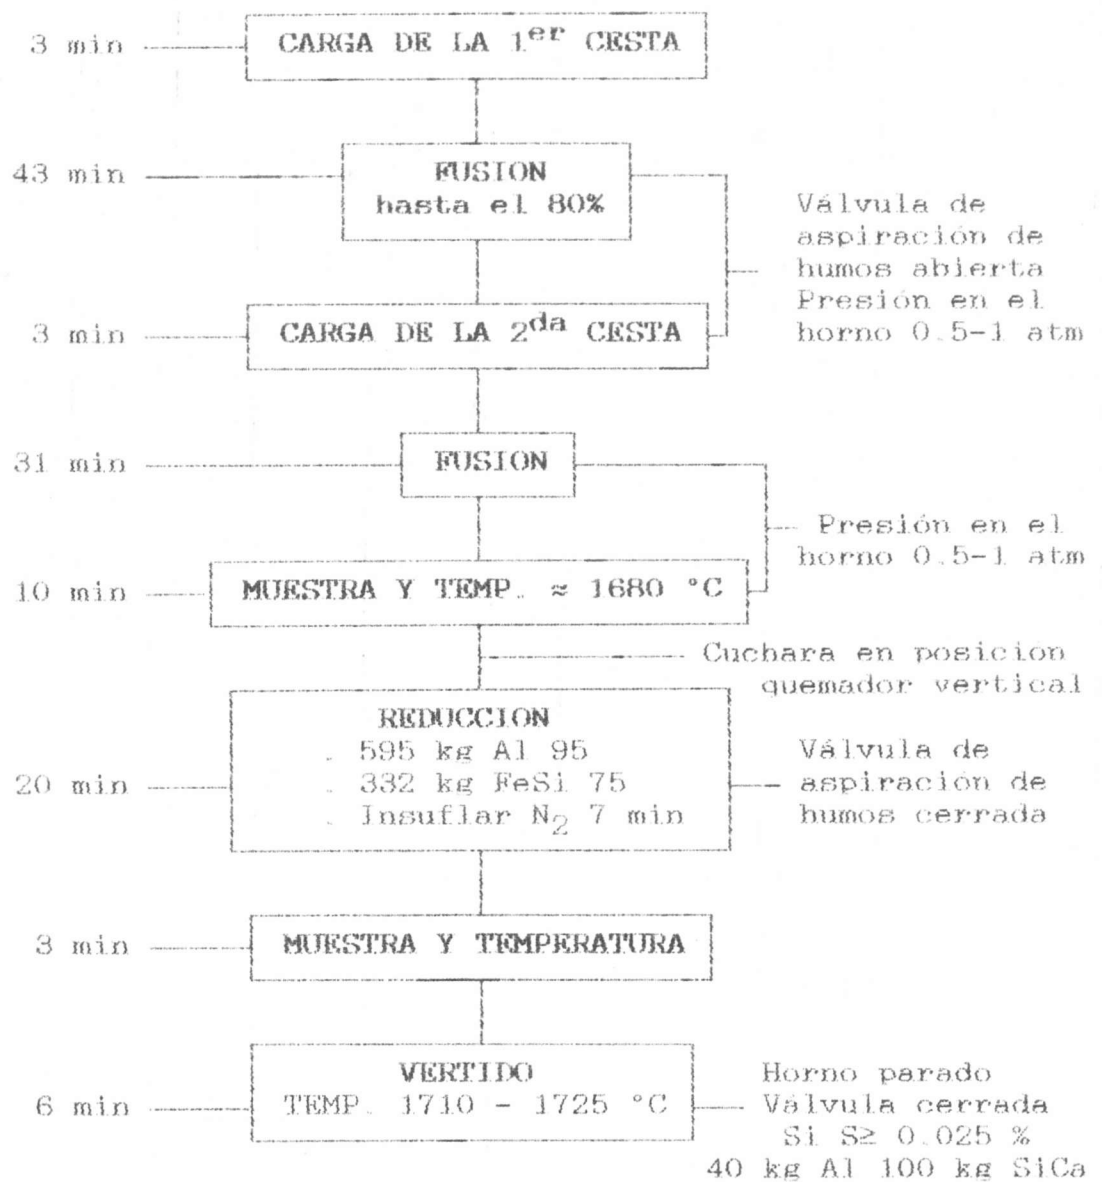 3 min
CARGA DE LA 1er CESTA
43 min
FUSION
hasta el 80%
Válvula de
aspiración de
humos abierta
Presión en el
horno 0.5-1 atm
3 min
CARGA DE LA 2da CESTA
31 min
FUSION
Presión en el
horno 0.5-1 atm
10 min
MUESTRA Y TEMP. ≈ 1680 °C
Cuchara en posición
quemador vertical
20 min
REDUCCION
. 595 kg Al 95
. 332 kg FeSi 75
. Insuflar N2 7 min
Válvula de
aspiración de
humos cerrada
3 min
MUESTRA Y TEMPERATURA
6 min
VERTIDO
TEMP. 1710 - 1725 °C
Horno parado
Válvula cerrada
Si S≥ 0.025 %
40 kg Al 100 kg SiCa